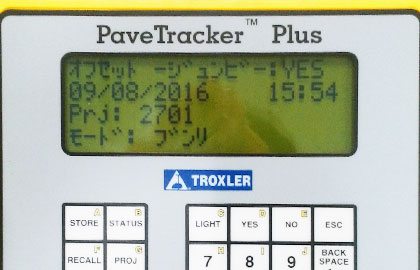 PaveTracker™ Plus
オフセット ージュンビー:YES
09/08/2016 15:54
Prj: 2701
モード: ブンリ
TROXLER
A B C D E
STORE STATUS LIGHT YES NO ESC
F G H I J
RECALL PROJ 7 8 9 BACK SPACE